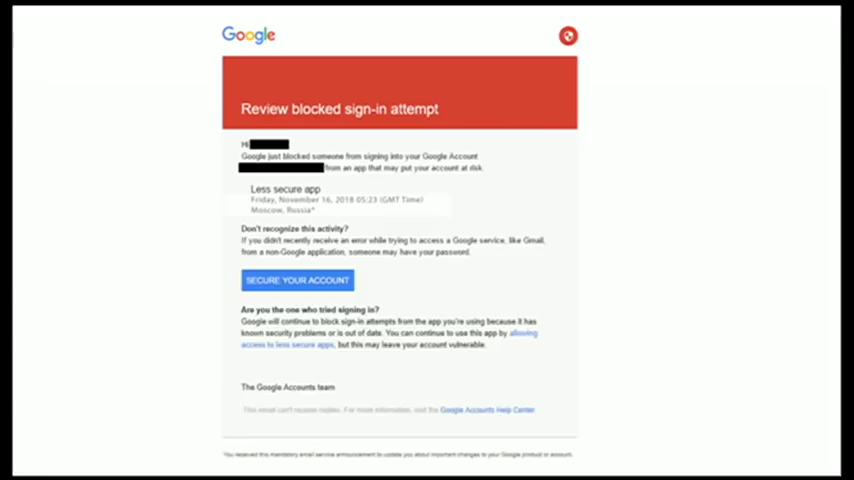 Google
Review blocked sign-in attempt
Hi
Google just blocked someone from signing into your Google Account
from an app that may put your account at risk.
Less secure app
Friday, November 16, 2018 05:23 (GMT Time)
Moscow, Russia*
Don't recognize this activity?
If you didn't recently receive an error while trying to access a Google service, like Gmail,
from a non-Google application, someone may have your password.
SECURE YOUR ACCOUNT
Are you the one who tried signing in?
Google will continue to block sign-in attempts from the app you're using because it has
known security problems or is out of date. You can continue to use this app by allowing
access to less secure apps, but this may leave your account vulnerable.
The Google Accounts team
This email can't receive replies. For more information, visit the Google Accounts Help Center.
You received this mandatory email service announcement to update you about important changes to your Google product or account.